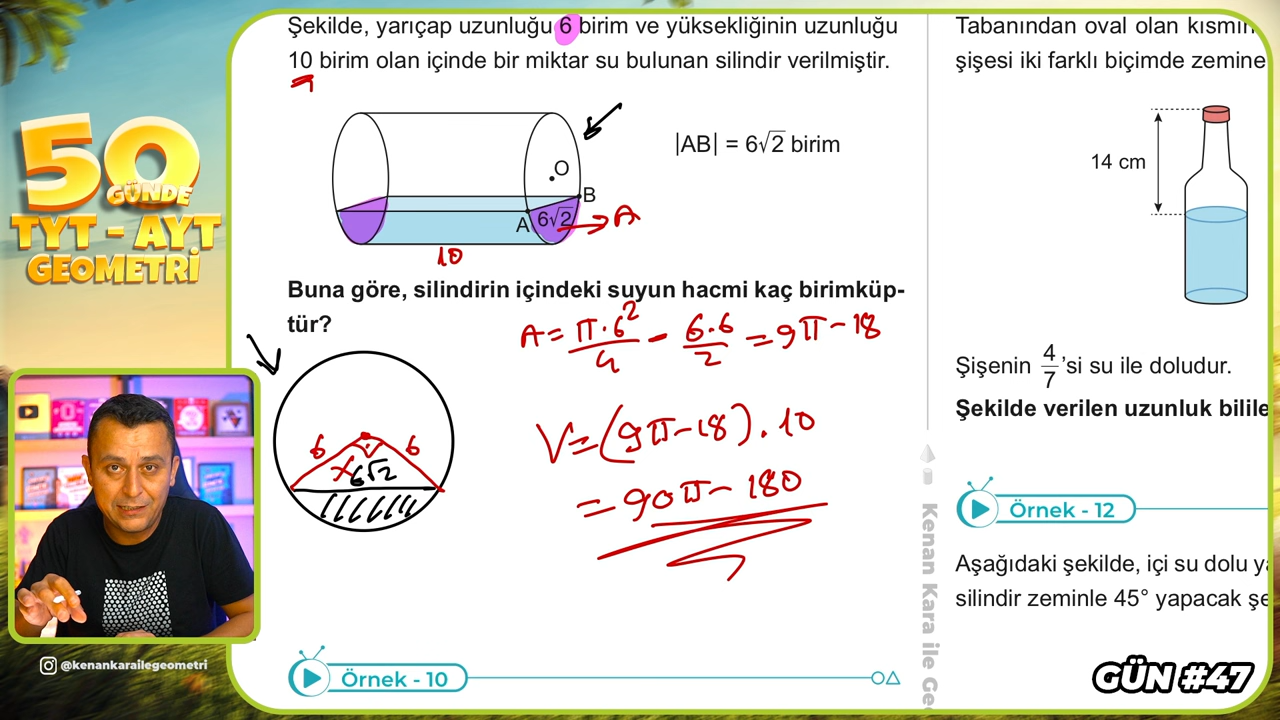 50
GÜNDE
TYT - AYT
GEOMETRİ
Şekilde, yarıçap uzunluğu 6 birim ve yüksekliğinin uzunluğu
10 birim olan içinde bir miktar su bulunan silindir verilmiştir.
|AB| = 6√2 birim
O
B
A
6√2
A
10
Buna göre, silindirin içindeki suyun hacmi kaç birimküp-
tür?
A = π·6²/4 - 6·6/2 = 9π - 18
6
6
6√2
V = (9π - 18) . 10
= 90π - 180
Örnek - 10
Tabanından oval olan kısmın
şişesi iki farklı biçimde zemine
14 cm
Şişenin 4/7 'si su ile doludur.
Şekilde verilen uzunluk bilile
Örnek - 12
Aşağıdaki şekilde, içi su dolu ya
silindir zeminle 45° yapacak şe
Kenan Kara ile Ge
@kenankarailegeometri
GÜN #47